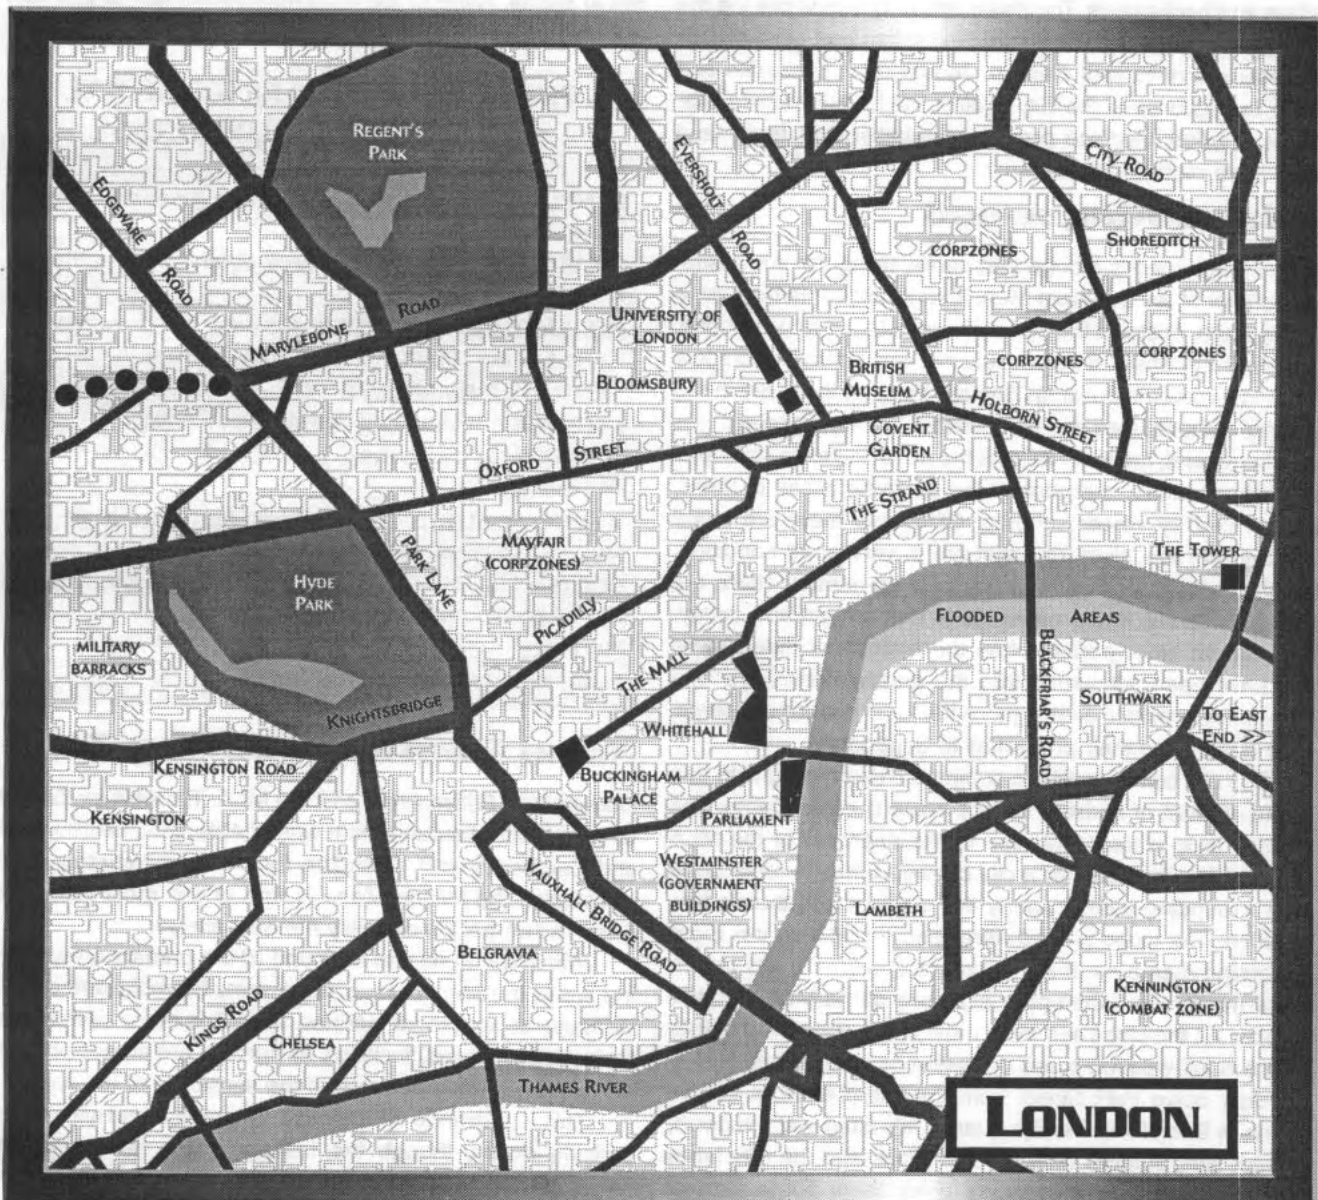 REGENT'S
PARK
EVERSHOLT
ROAD
CITY ROAD
EDGEWARE
ROAD
CORPZONES
SHOREDITCH
MARYLEBONE
ROAD
UNIVERSITY OF
LONDON
BLOOMSBURY
BRITISH
MUSEUM
CORPZONES
CORPZONES
HOLBORN STREET
COVENT
GARDEN
OXFORD
STREET
THE STRAND
MAYFAIR
(CORPZONES)
PARK LANE
THE TOWER
HYDE
PARK
PICADILLY
FLOODED
AREAS
MILITARY
BARRACKS
THE MALL
BLACKFRIAR'S ROAD
SOUTHWARK
KNIGHTSBRIDGE
WHITEHALL
TO EAST
END >>
KENSINGTON ROAD
BUCKINGHAM
PALACE
KENSINGTON
PARLIAMENT
WESTMINSTER
(GOVERNMENT
BUILDINGS)
VAUXHALL BRIDGE ROAD
LAMBETH
BELGRAVIA
KENNINGTON
(COMBAT ZONE)
KINGS ROAD
CHELSEA
THAMES RIVER
LONDON